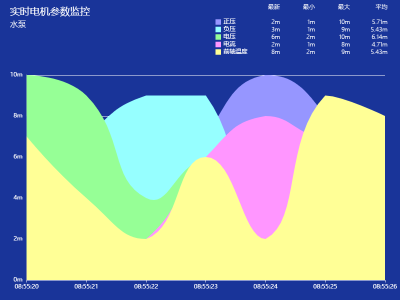 实时电机参数监控
水泵
最新 最小 最大 平均
正压 2m 1m 10m 5.71m
负压 3m 1m 9m 5.43m
电压 6m 2m 10m 6.14m
电流 2m 1m 8m 4.71m
前轴温度 8m 2m 9m 5.43m
10m
8m
6m
4m
2m
0m
08:55:20 08:55:21 08:55:22 08:55:23 08:55:24 08:55:25 08:55:26